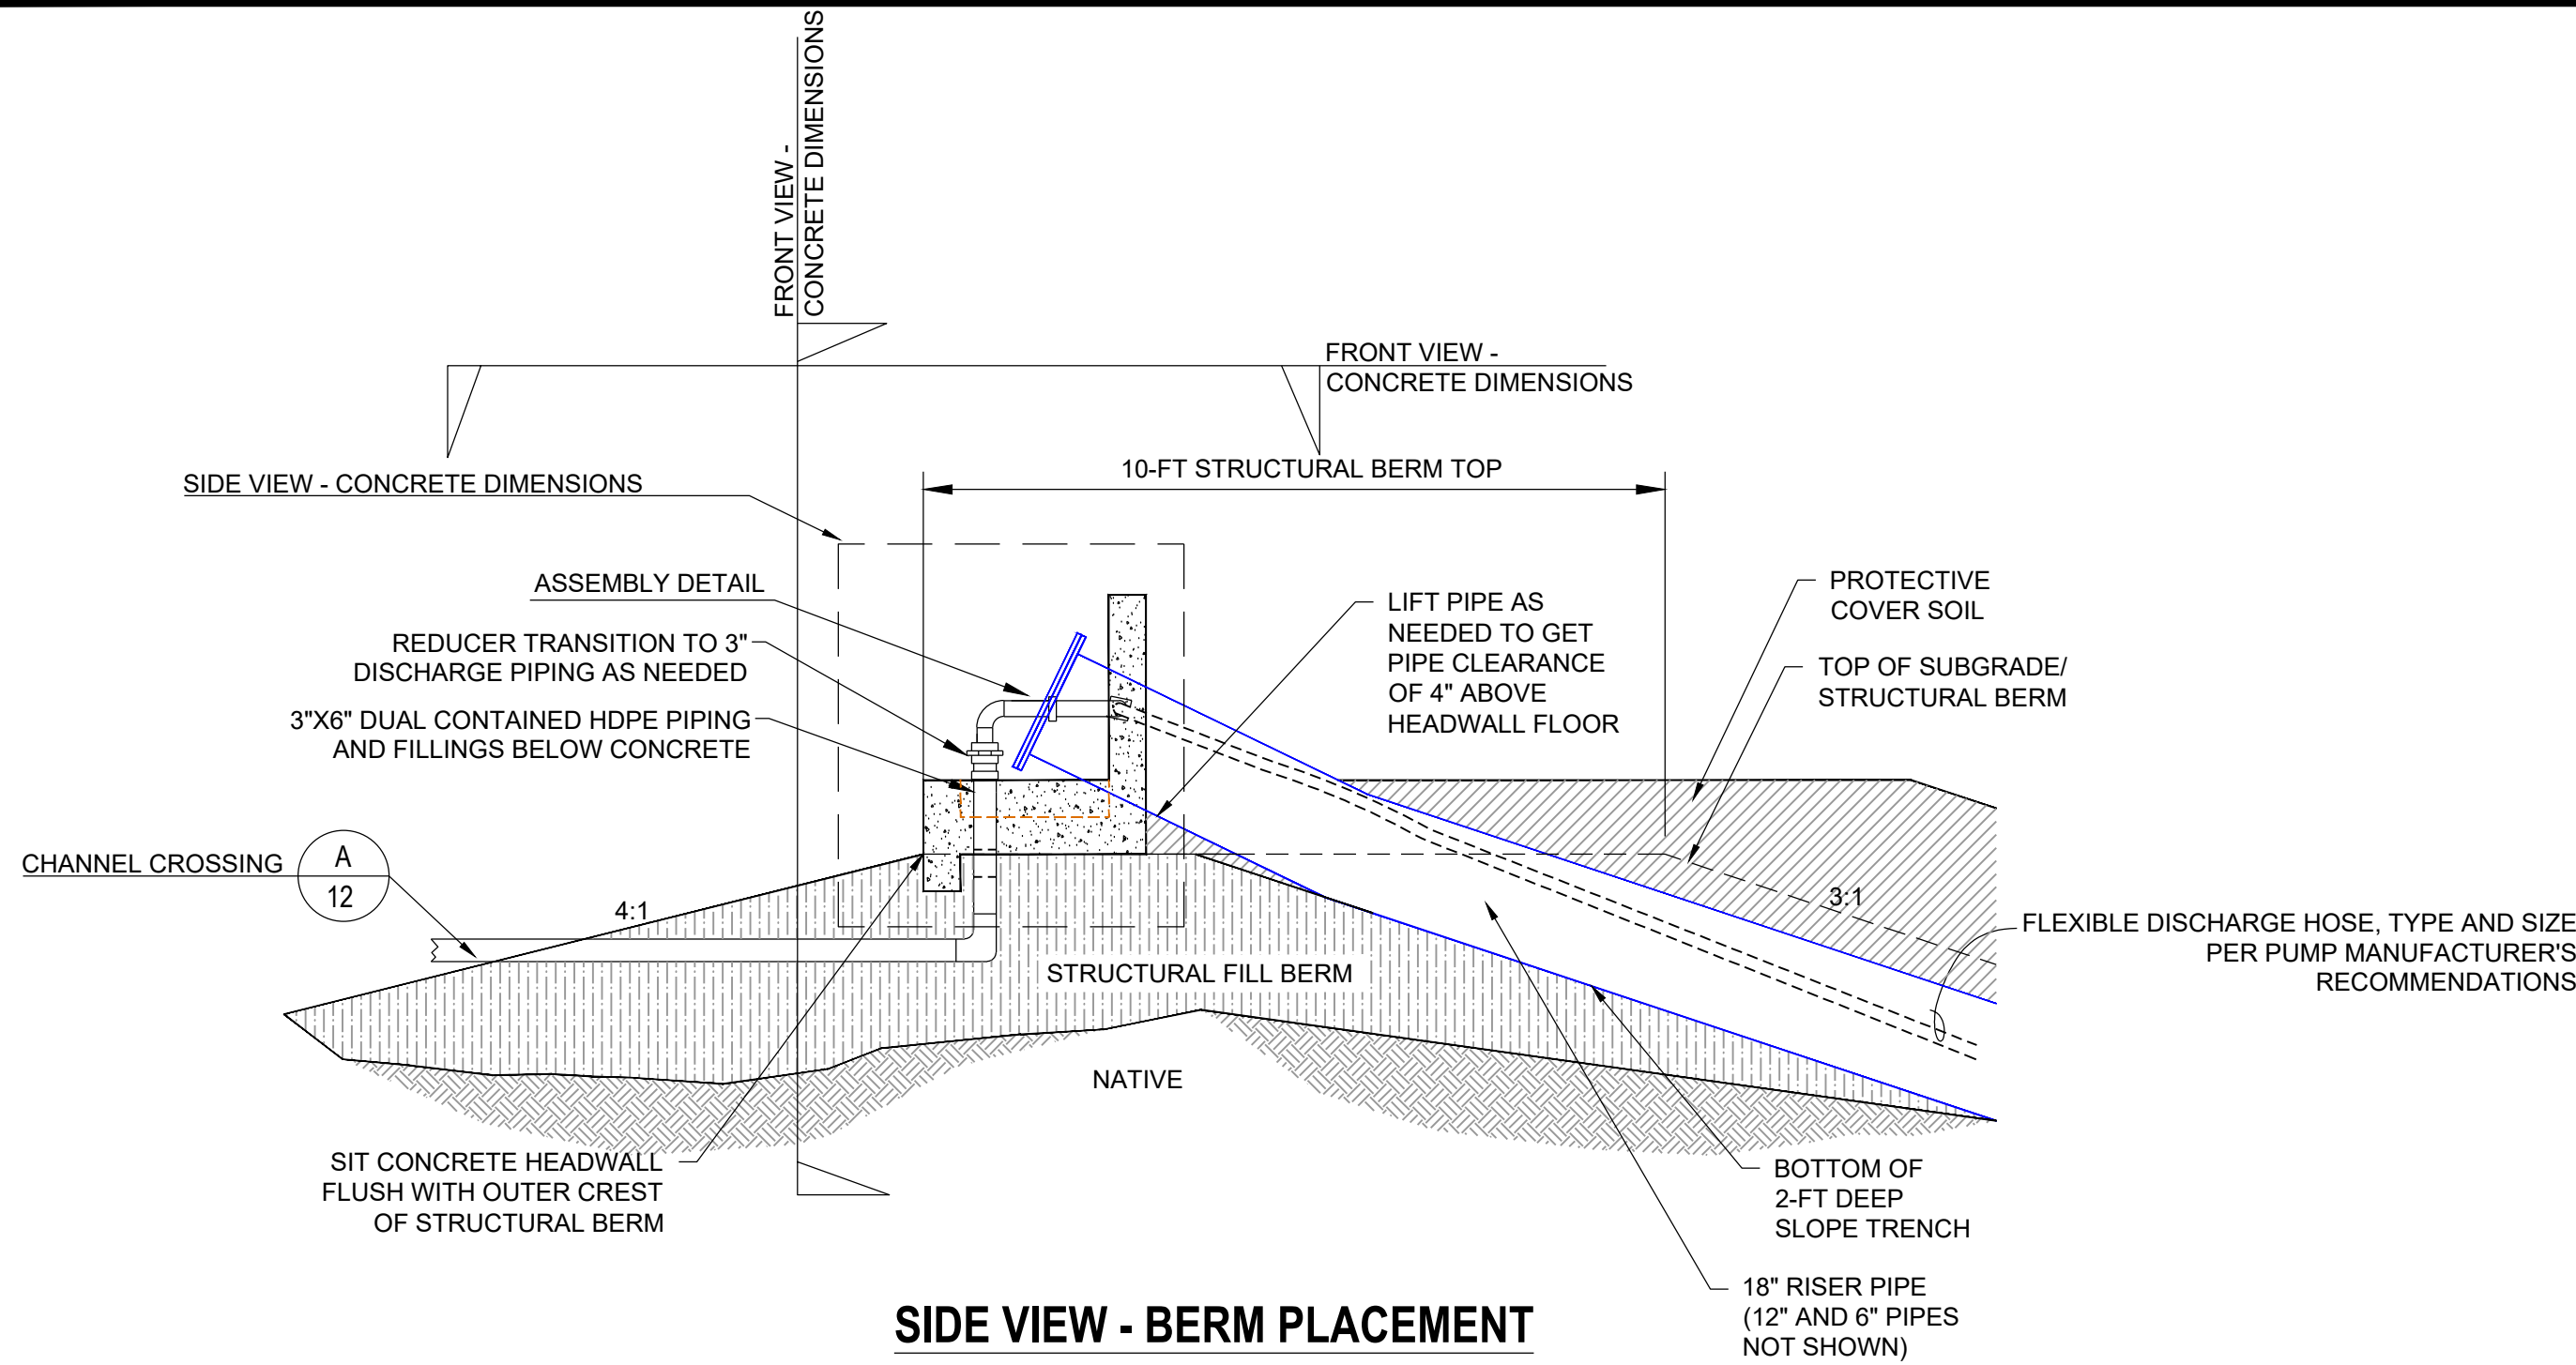 FRONT VIEW -
CONCRETE DIMENSIONS
FRONT VIEW -
CONCRETE DIMENSIONS
10-FT STRUCTURAL BERM TOP
SIDE VIEW - CONCRETE DIMENSIONS
ASSEMBLY DETAIL
REDUCER TRANSITION TO 3"
DISCHARGE PIPING AS NEEDED
3"X6" DUAL CONTAINED HDPE PIPING
AND FILLINGS BELOW CONCRETE
LIFT PIPE AS
NEEDED TO GET
PIPE CLEARANCE
OF 4" ABOVE
HEADWALL FLOOR
PROTECTIVE
COVER SOIL
TOP OF SUBGRADE/
STRUCTURAL BERM
CHANNEL CROSSING
A
12
4:1
3:1
FLEXIBLE DISCHARGE HOSE, TYPE AND SIZE
PER PUMP MANUFACTURER'S
RECOMMENDATIONS
STRUCTURAL FILL BERM
NATIVE
SIT CONCRETE HEADWALL
FLUSH WITH OUTER CREST
OF STRUCTURAL BERM
BOTTOM OF
2-FT DEEP
SLOPE TRENCH
18" RISER PIPE
(12" AND 6" PIPES
NOT SHOWN)
SIDE VIEW - BERM PLACEMENT